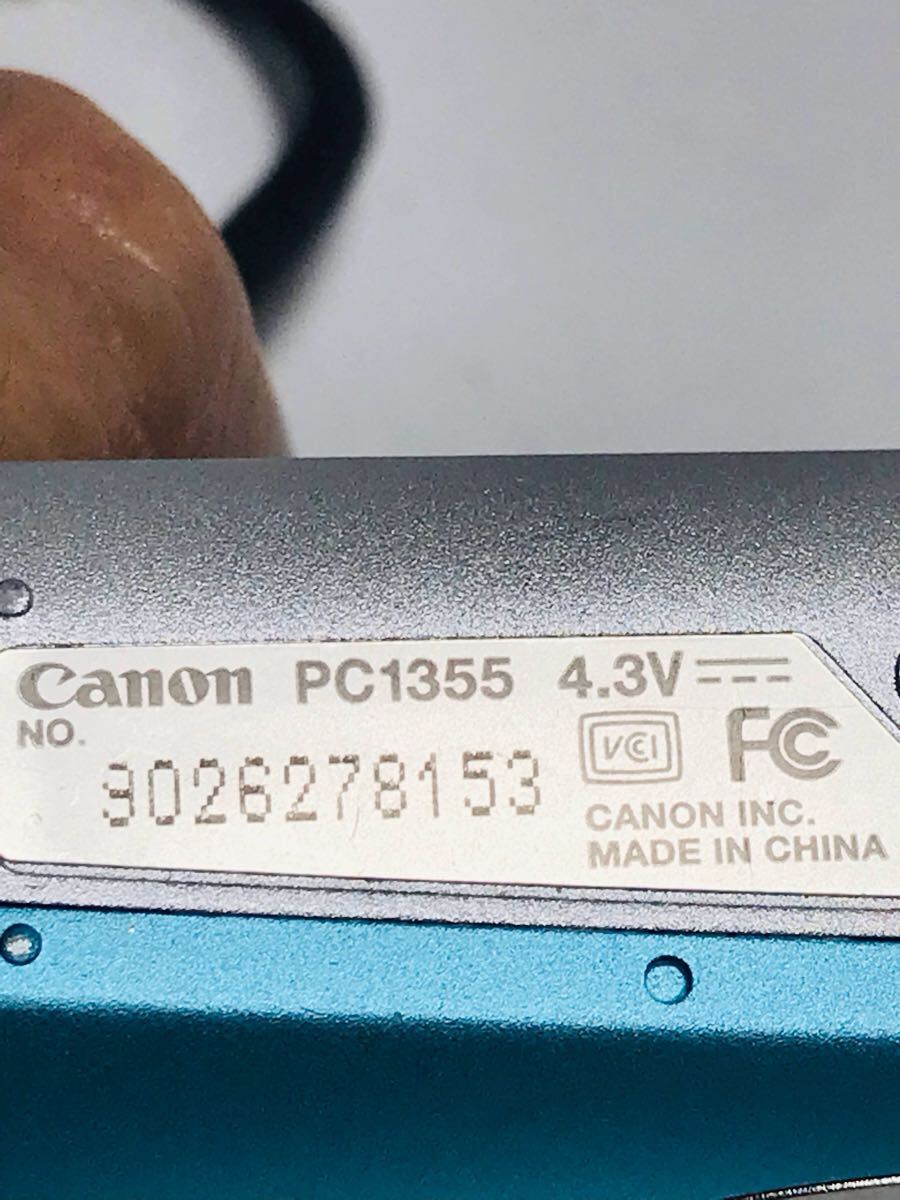 Canon PC1355 4.3V
NO.
9026278153
VCI FC
CANON INC.
MADE IN CHINA